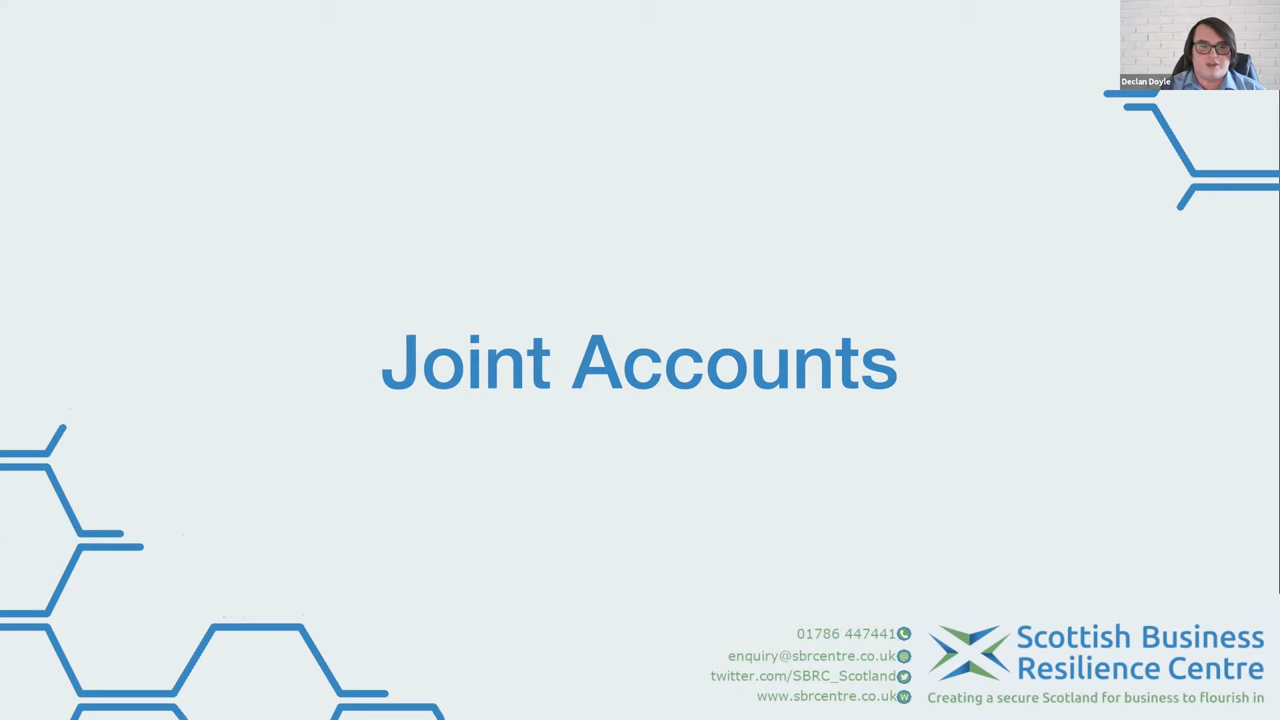 Declan Doyle
Joint Accounts
01786 447441
enquiry@sbrcentre.co.uk
twitter.com/SBRC_Scotland
www.sbrcentre.co.uk
Scottish Business
Resilience Centre
Creating a secure Scotland for business to flourish in